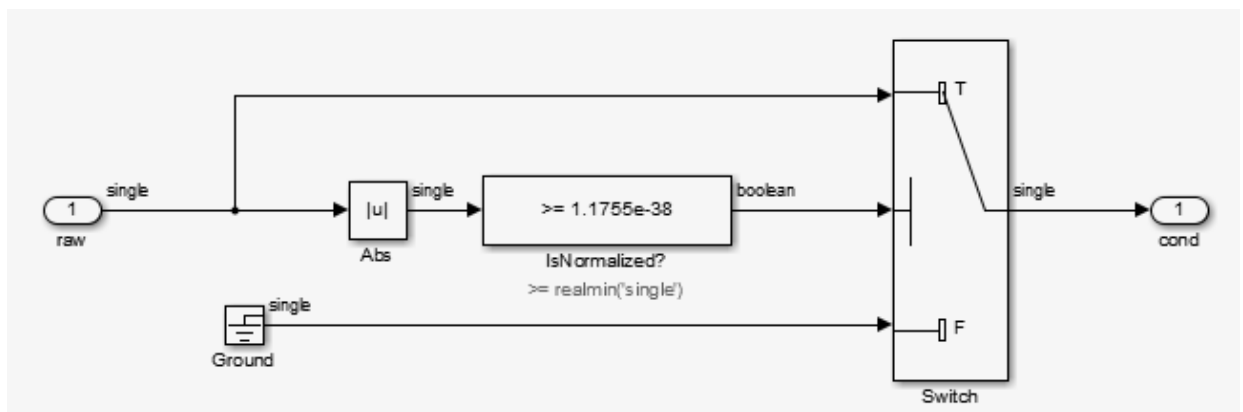 T
single
single
boolean
single
1
|u|
>= 1.1755e-38
1
raw
Abs
IsNormalized?
cond
>= realmin('single')
single
F
Ground
Switch